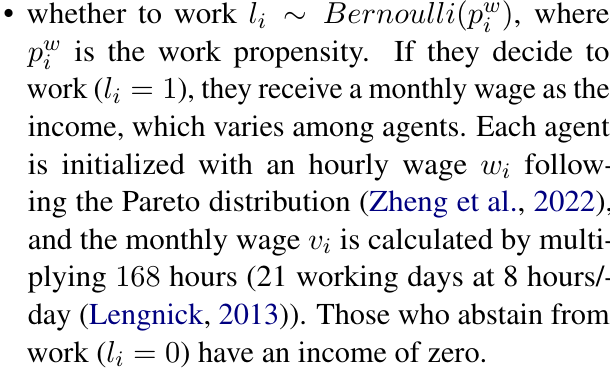 • whether to work l_i ∼ Bernoulli(p_i^w), where
p_i^w is the work propensity. If they decide to
work (l_i = 1), they receive a monthly wage as the
income, which varies among agents. Each agent
is initialized with an hourly wage w_i follow-
ing the Pareto distribution (Zheng et al., 2022),
and the monthly wage v_i is calculated by multi-
plying 168 hours (21 working days at 8 hours/-
day (Lengnick, 2013)). Those who abstain from
work (l_i = 0) have an income of zero.